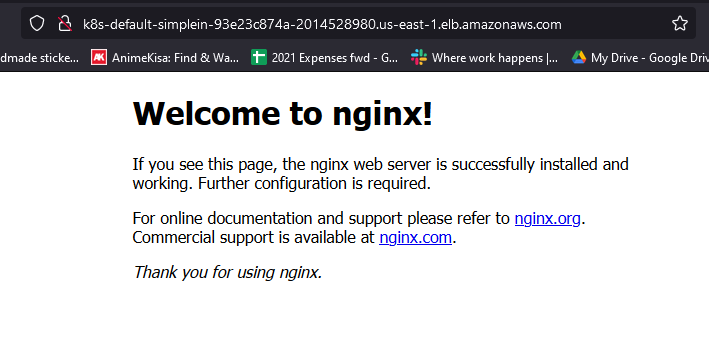 k8s-default-simplein-93e23c874a-2014528980.us-east-1.elb.amazonaws.com
dmade sticke... AnimeKisa: Find & Wa... 2021 Expenses fwd - G... Where work happens |... My Drive - Google Driv
Welcome to nginx!
If you see this page, the nginx web server is successfully installed and
working. Further configuration is required.
For online documentation and support please refer to nginx.org.
Commercial support is available at nginx.com.
Thank you for using nginx.